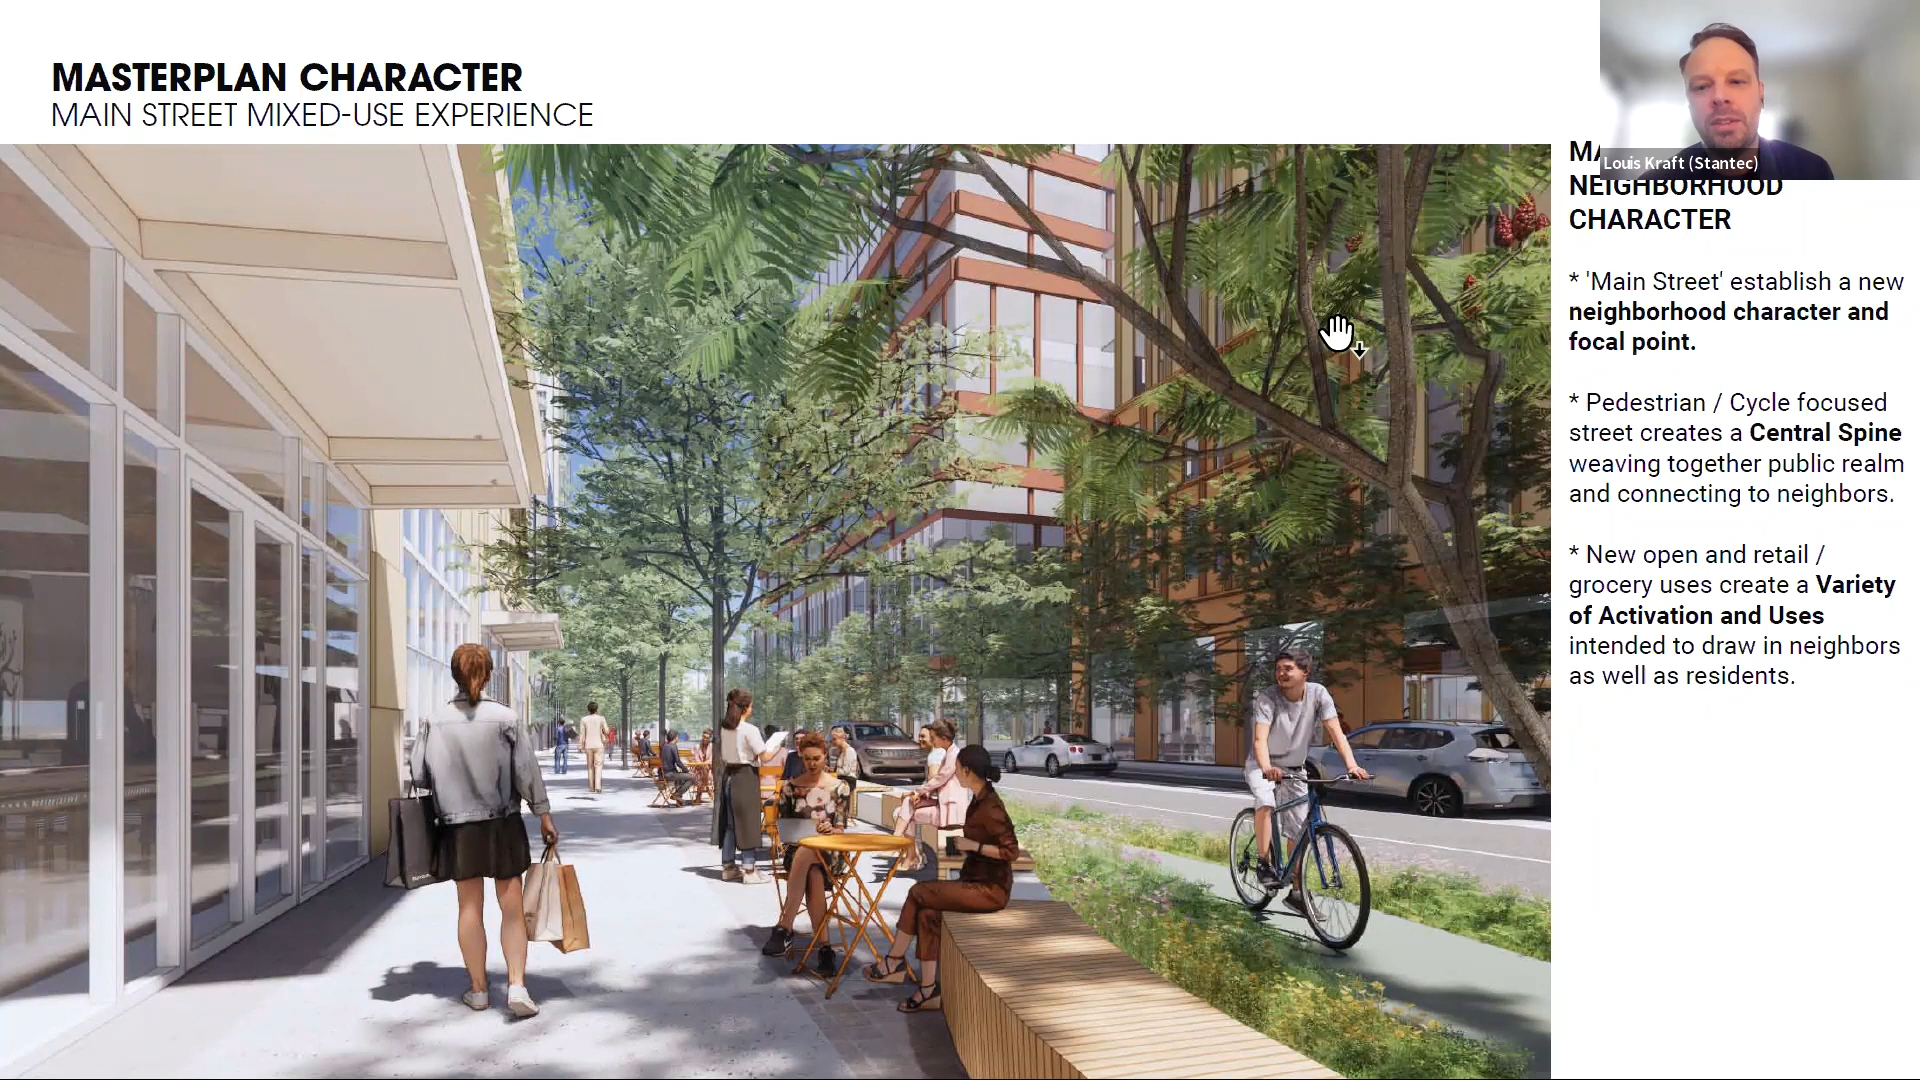 MASTERPLAN CHARACTER
MAIN STREET MIXED-USE EXPERIENCE
Louis Kraft (Stantec)
NEIGHBORHOOD
CHARACTER
* 'Main Street' establish a new
neighborhood character and
focal point.
* Pedestrian / Cycle focused
street creates a Central Spine
weaving together public realm
and connecting to neighbors.
* New open and retail /
grocery uses create a Variety
of Activation and Uses
intended to draw in neighbors
as well as residents.